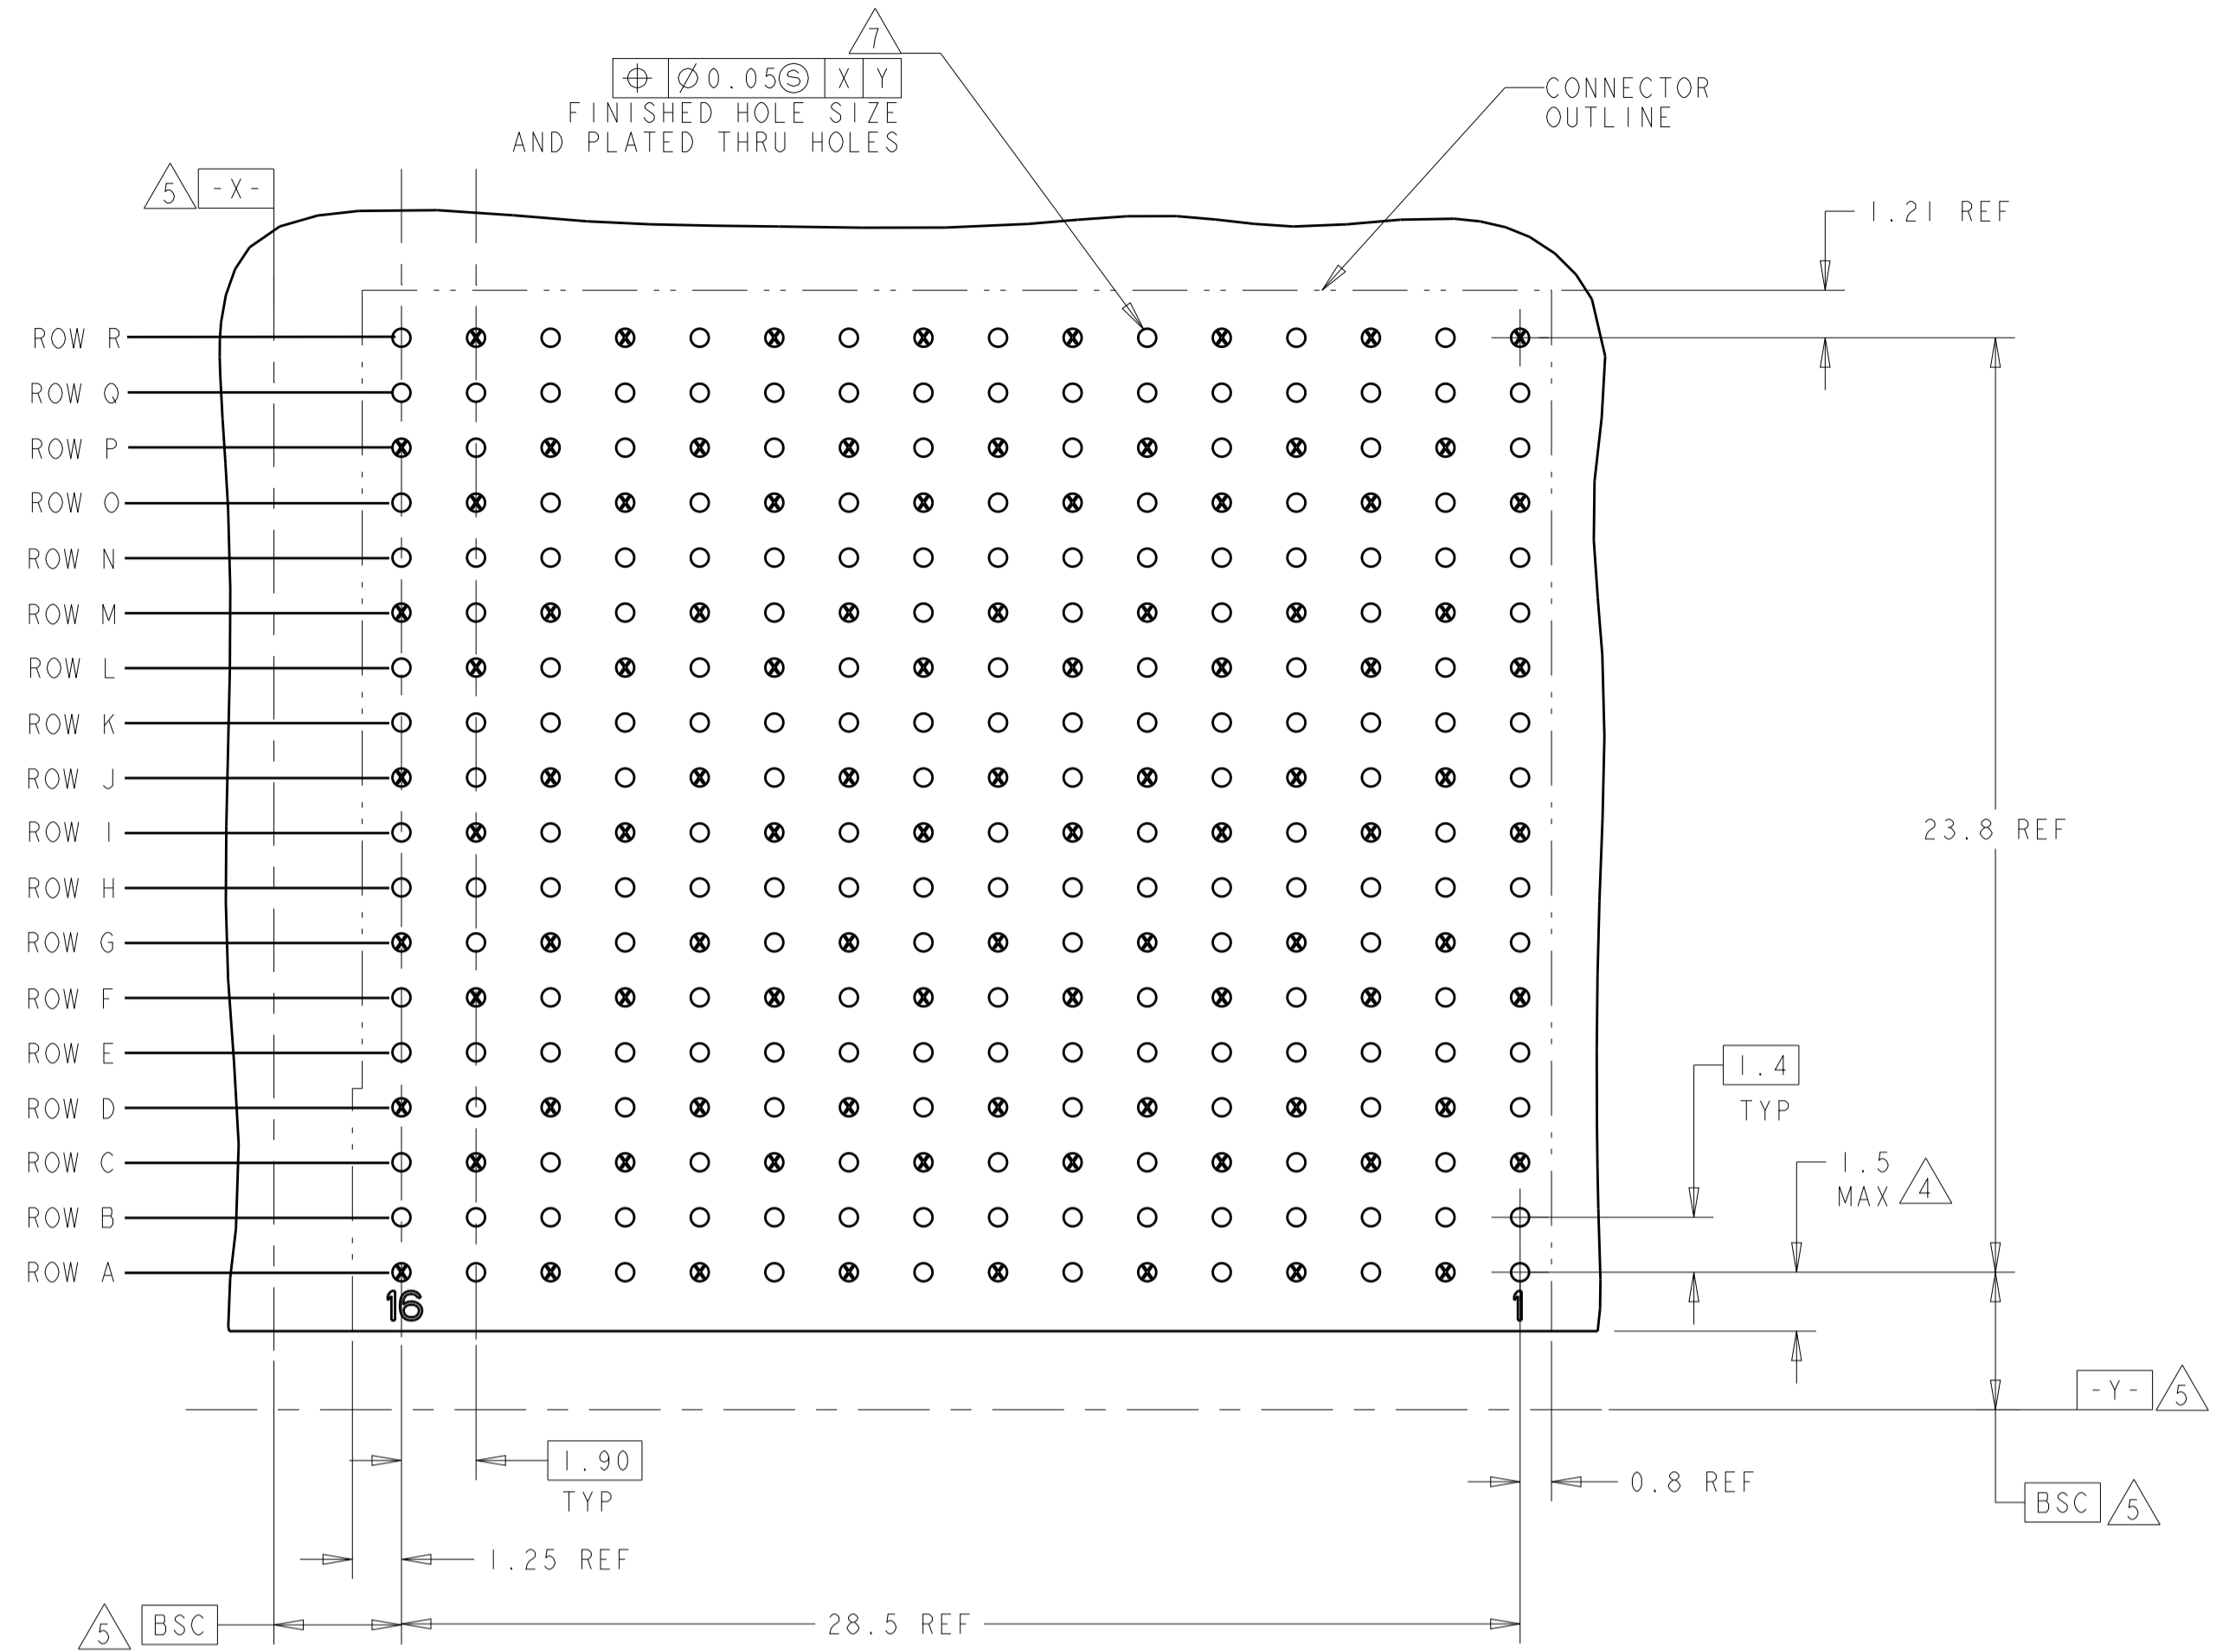 7
⌖ ⌀0.05Ⓢ X Y
FINISHED HOLE SIZE
AND PLATED THRU HOLES
CONNECTOR
OUTLINE
5 -X-
1.21 REF
ROW R
ROW Q
ROW P
ROW O
ROW N
ROW M
ROW L
ROW K
ROW J
ROW I
ROW H
ROW G
ROW F
ROW E
ROW D
ROW C
ROW B
ROW A
23.8 REF
1.4
TYP
1.5
MAX 4
16
1
-Y- 5
1.90
TYP
0.8 REF
BSC 5
1.25 REF
5 BSC
28.5 REF